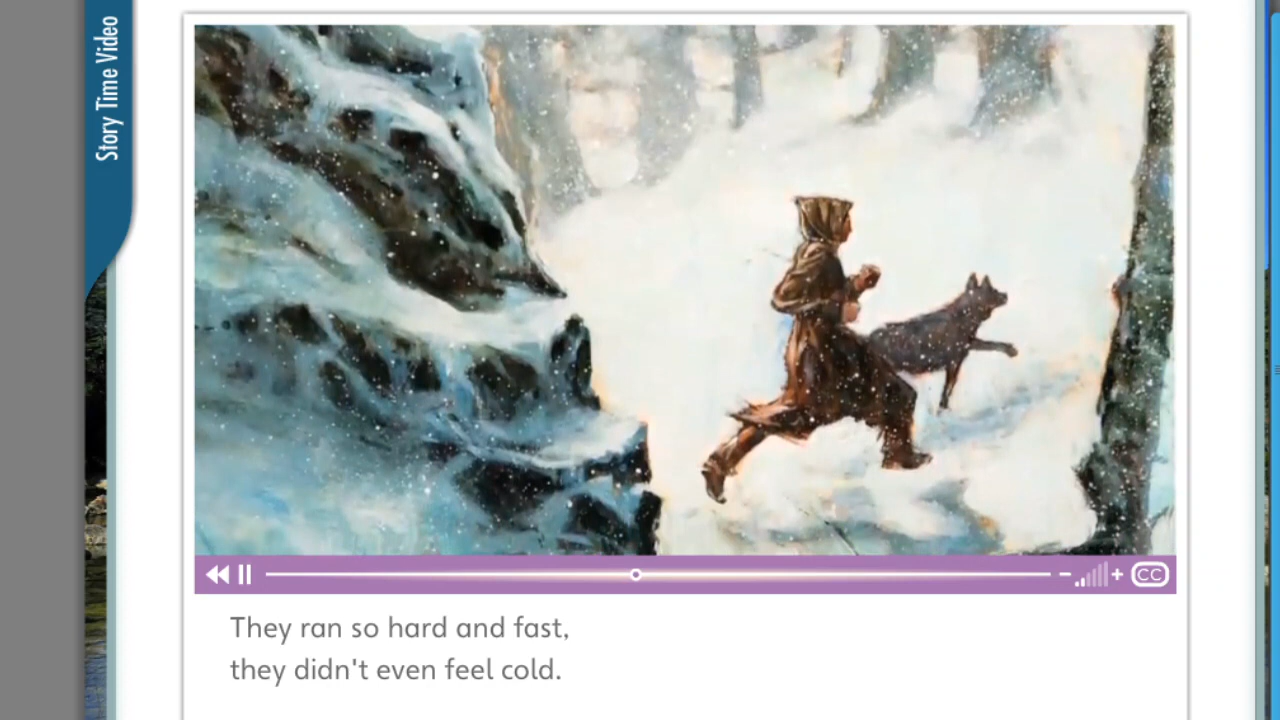 Story Time Video
CC
They ran so hard and fast,
they didn't even feel cold.